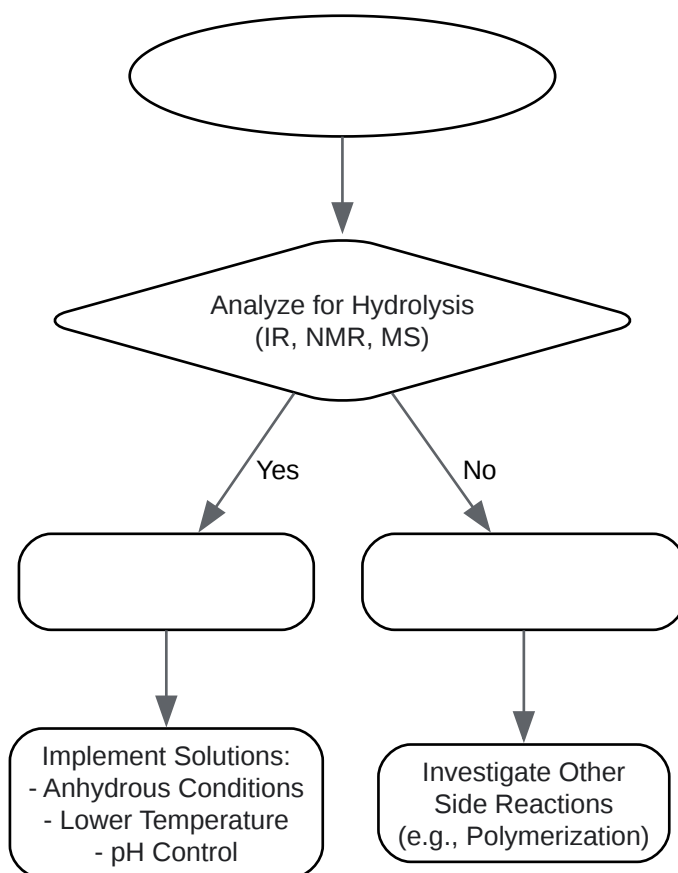 Analyze for Hydrolysis
(IR, NMR, MS)
Yes
No
Implement Solutions:
- Anhydrous Conditions
- Lower Temperature
- pH Control
Investigate Other
Side Reactions
(e.g., Polymerization)